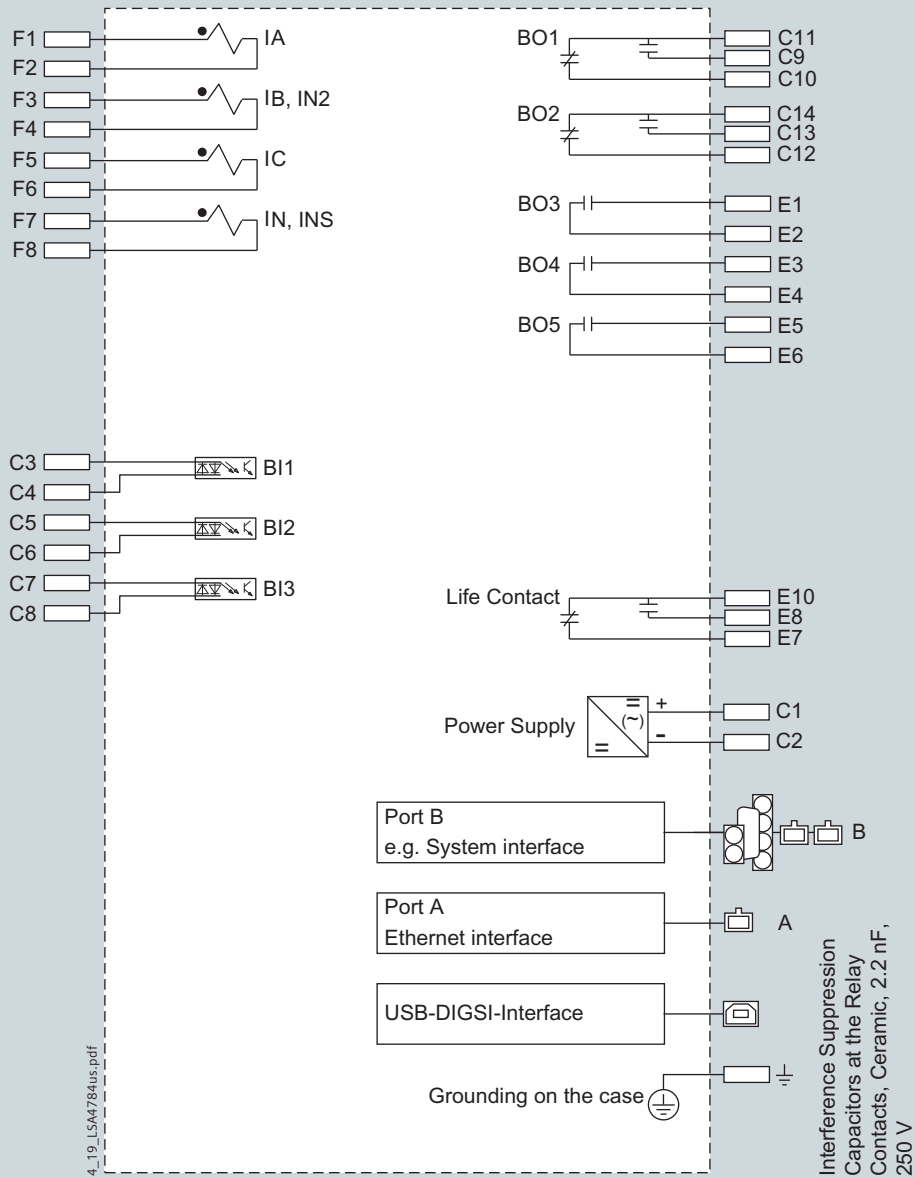 F1
F2
IA
F3
F4
IB, IN2
F5
F6
IC
F7
F8
IN, INS
C3
C4
BI1
C5
C6
BI2
C7
C8
BI3
BO1
C11
C9
C10
BO2
C14
C13
C12
BO3
E1
E2
BO4
E3
E4
BO5
E5
E6
Life Contact
E10
E8
E7
Power Supply
=
(~)
=
+
-
C1
C2
Port B
e.g. System interface
B
Port A
Ethernet interface
A
USB-DIGSI-Interface
Grounding on the case
Interference Suppression
Capacitors at the Relay
Contacts, Ceramic, 2.2 nF,
250 V
4_19_LSA4784us.pdf